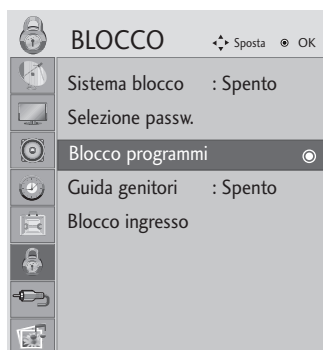 BLOCCO Sposta OK
Sistema blocco : Spento
Selezione passw.
Blocco programmi
Guida genitori : Spento
Blocco ingresso